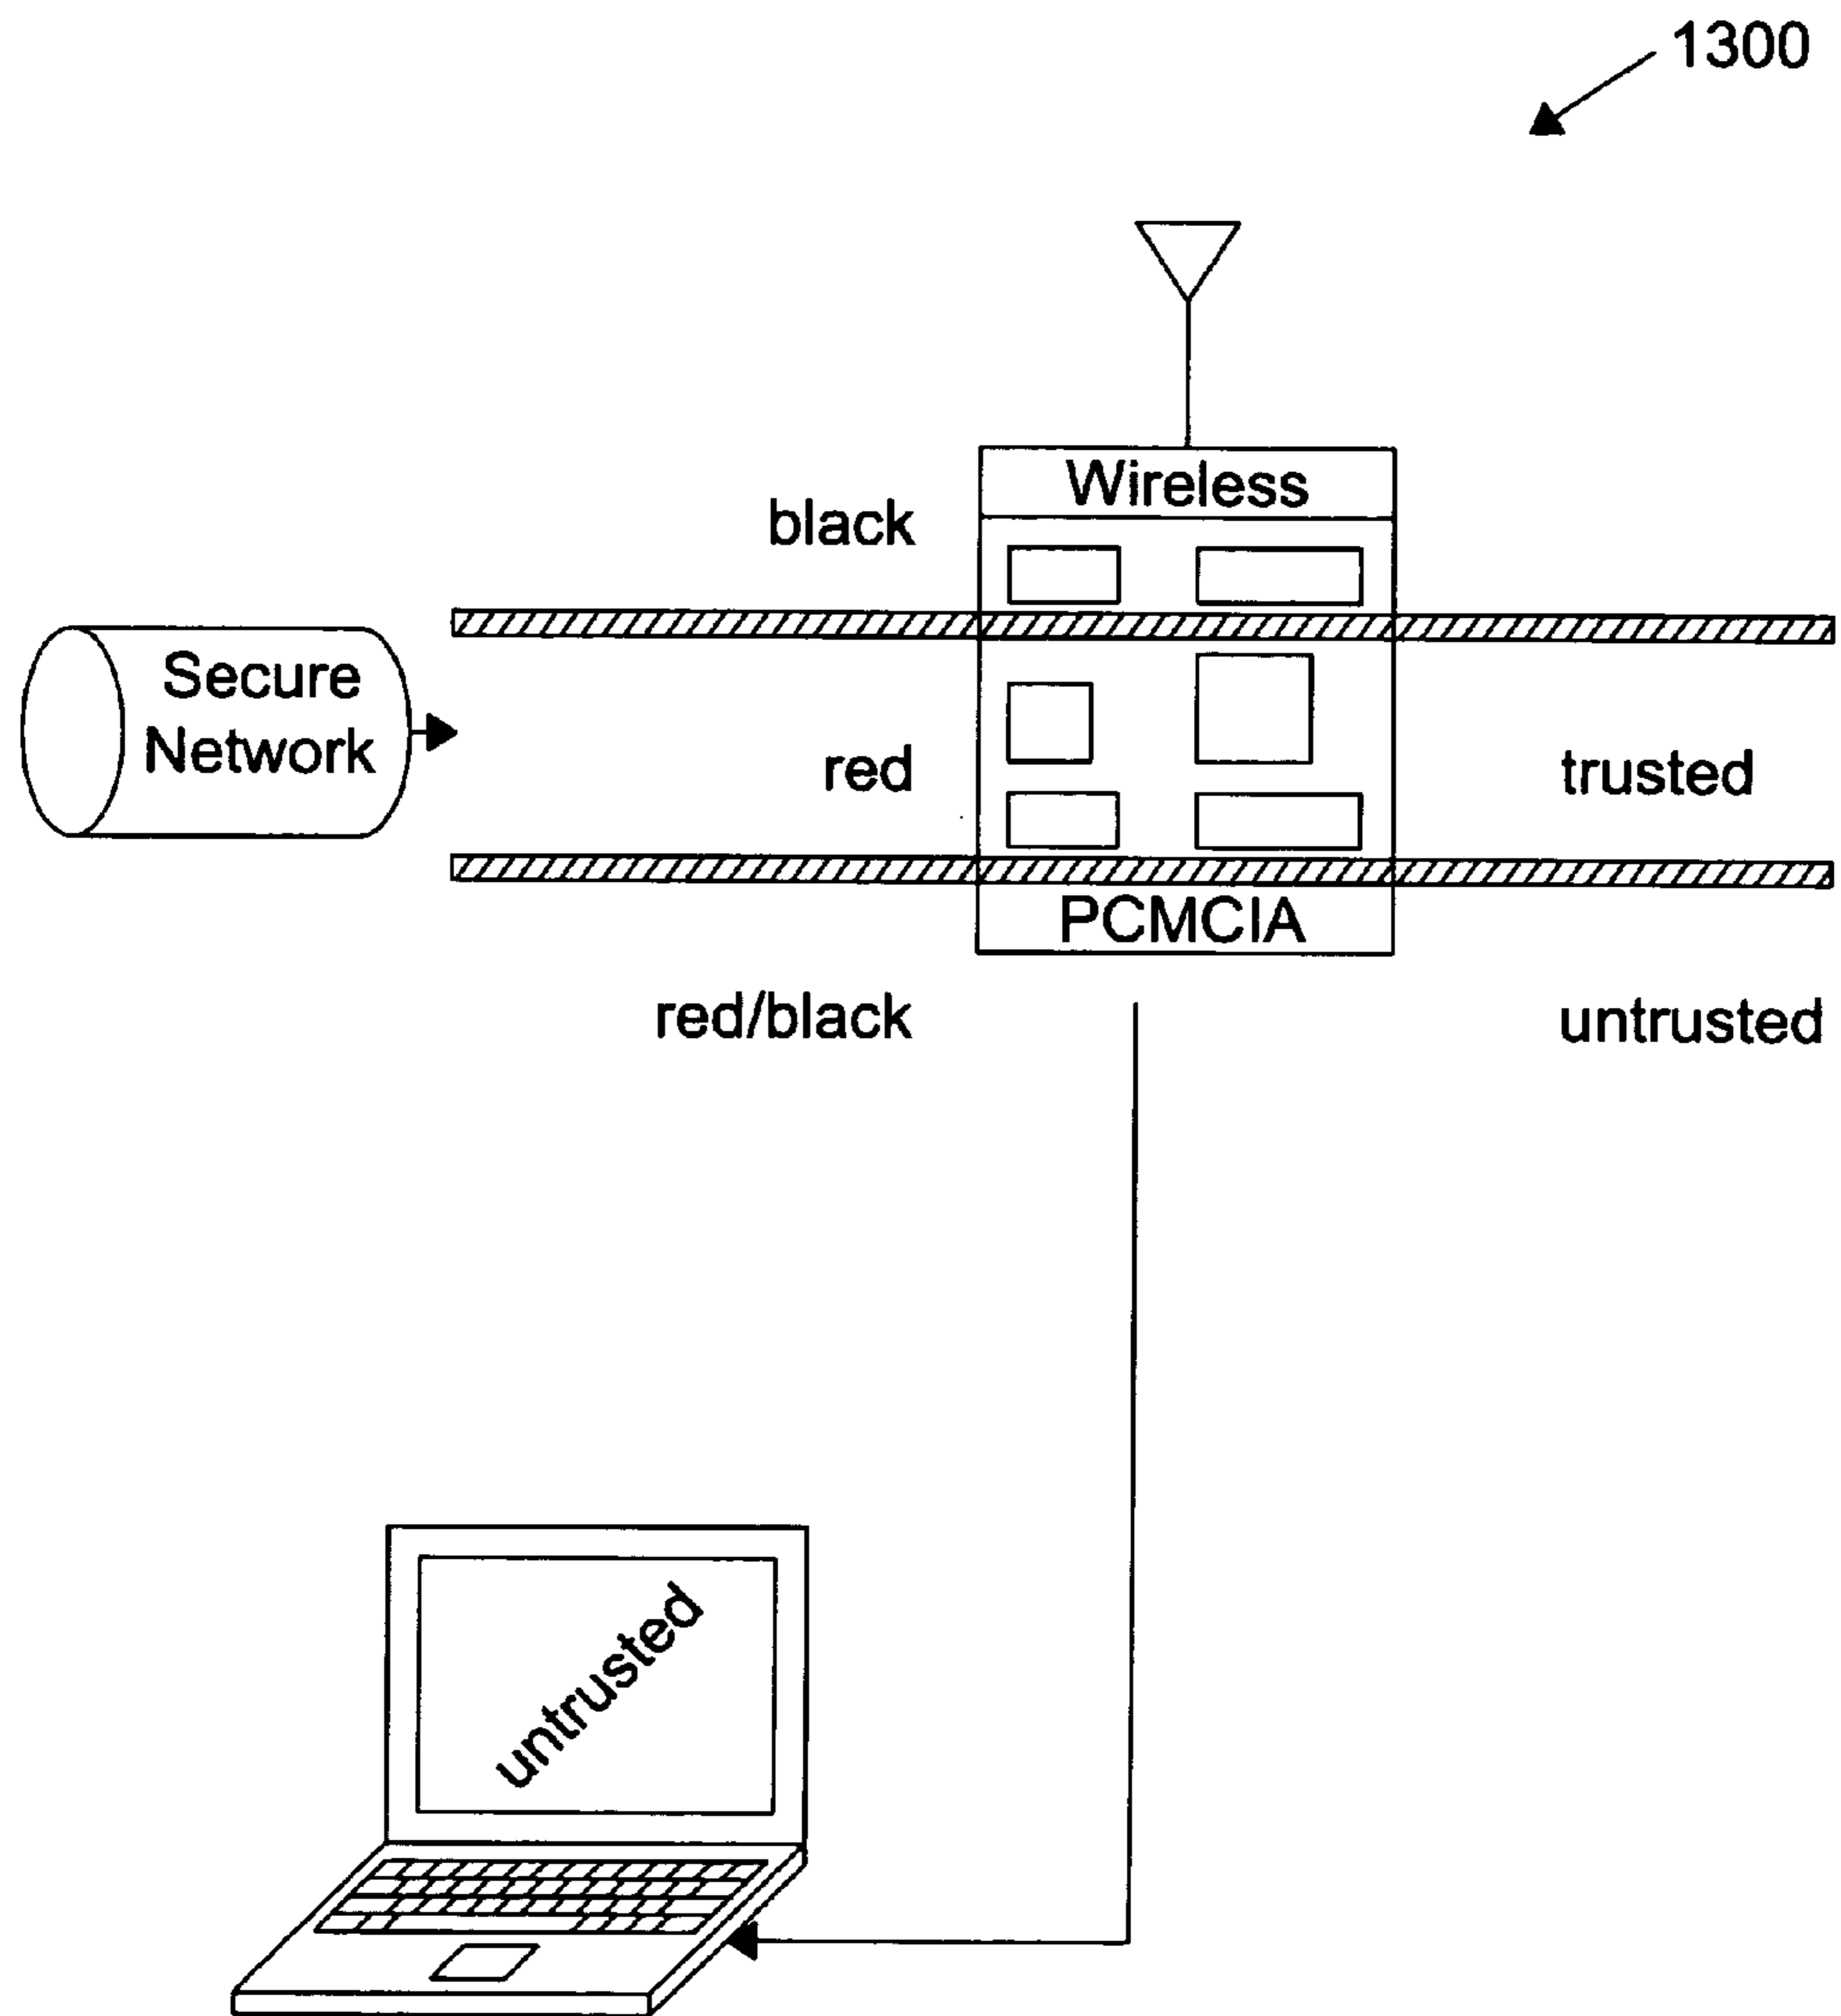 1300
Wireless
black
Secure
Network
red
trusted
PCMCIA
red/black
untrusted
untrusted